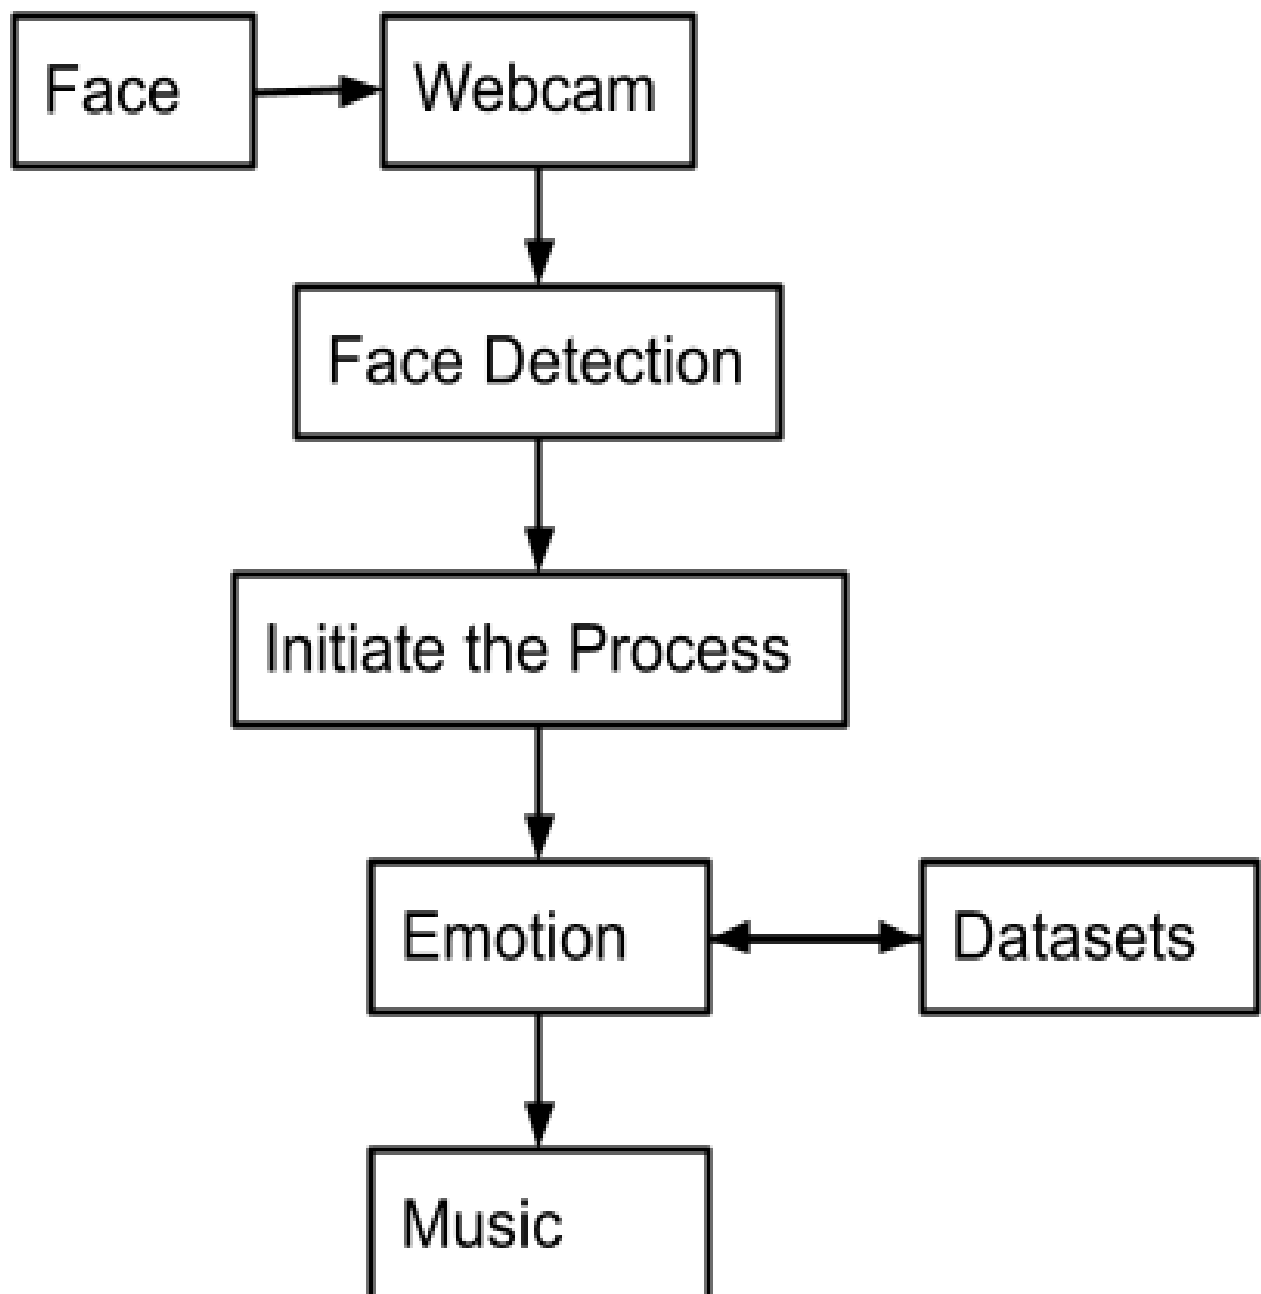 Face
Webcam
Face Detection
Initiate the Process
Emotion
Datasets
Music